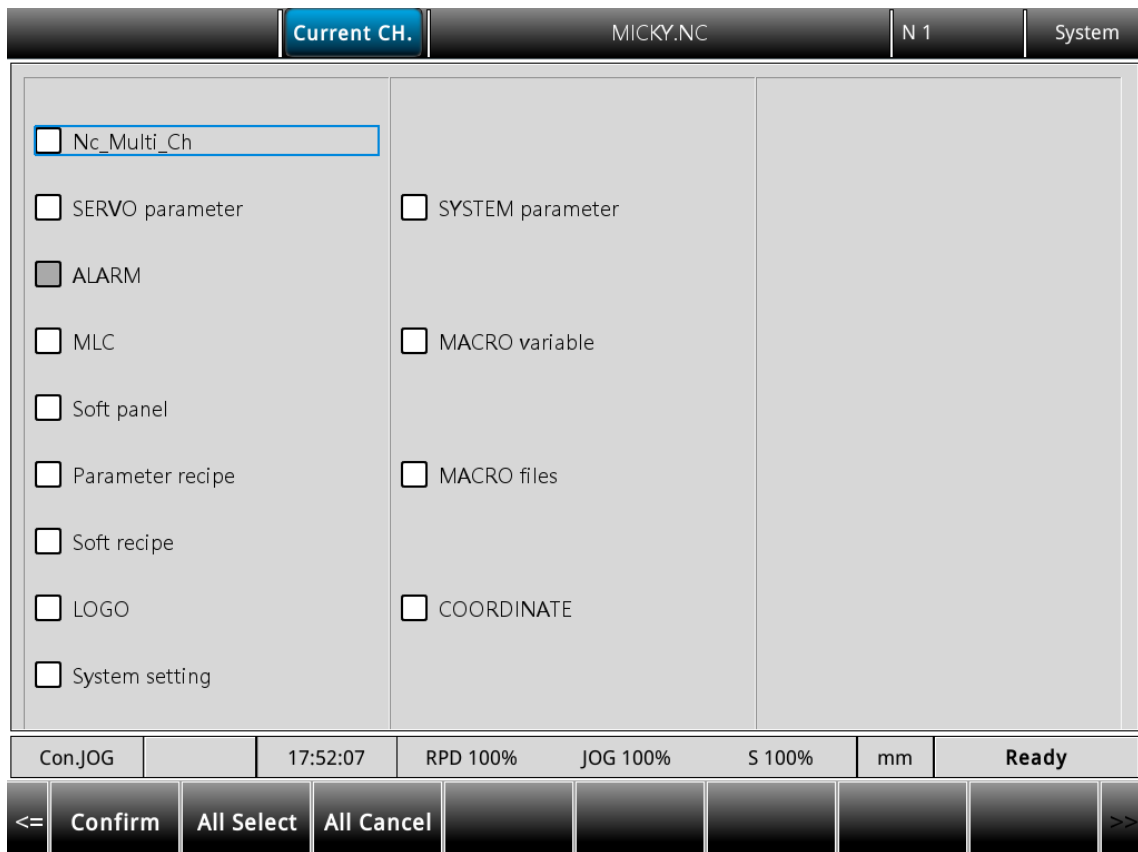 Current CH. MICKY.NC N 1 System
Nc_Multi_Ch
SERVO parameter SYSTEM parameter
ALARM
MLC MACRO variable
Soft panel
Parameter recipe MACRO files
Soft recipe
LOGO COORDINATE
System setting
Con.JOG 17:52:07 RPD 100% JOG 100% S 100% mm Ready
<= Confirm All Select All Cancel >>